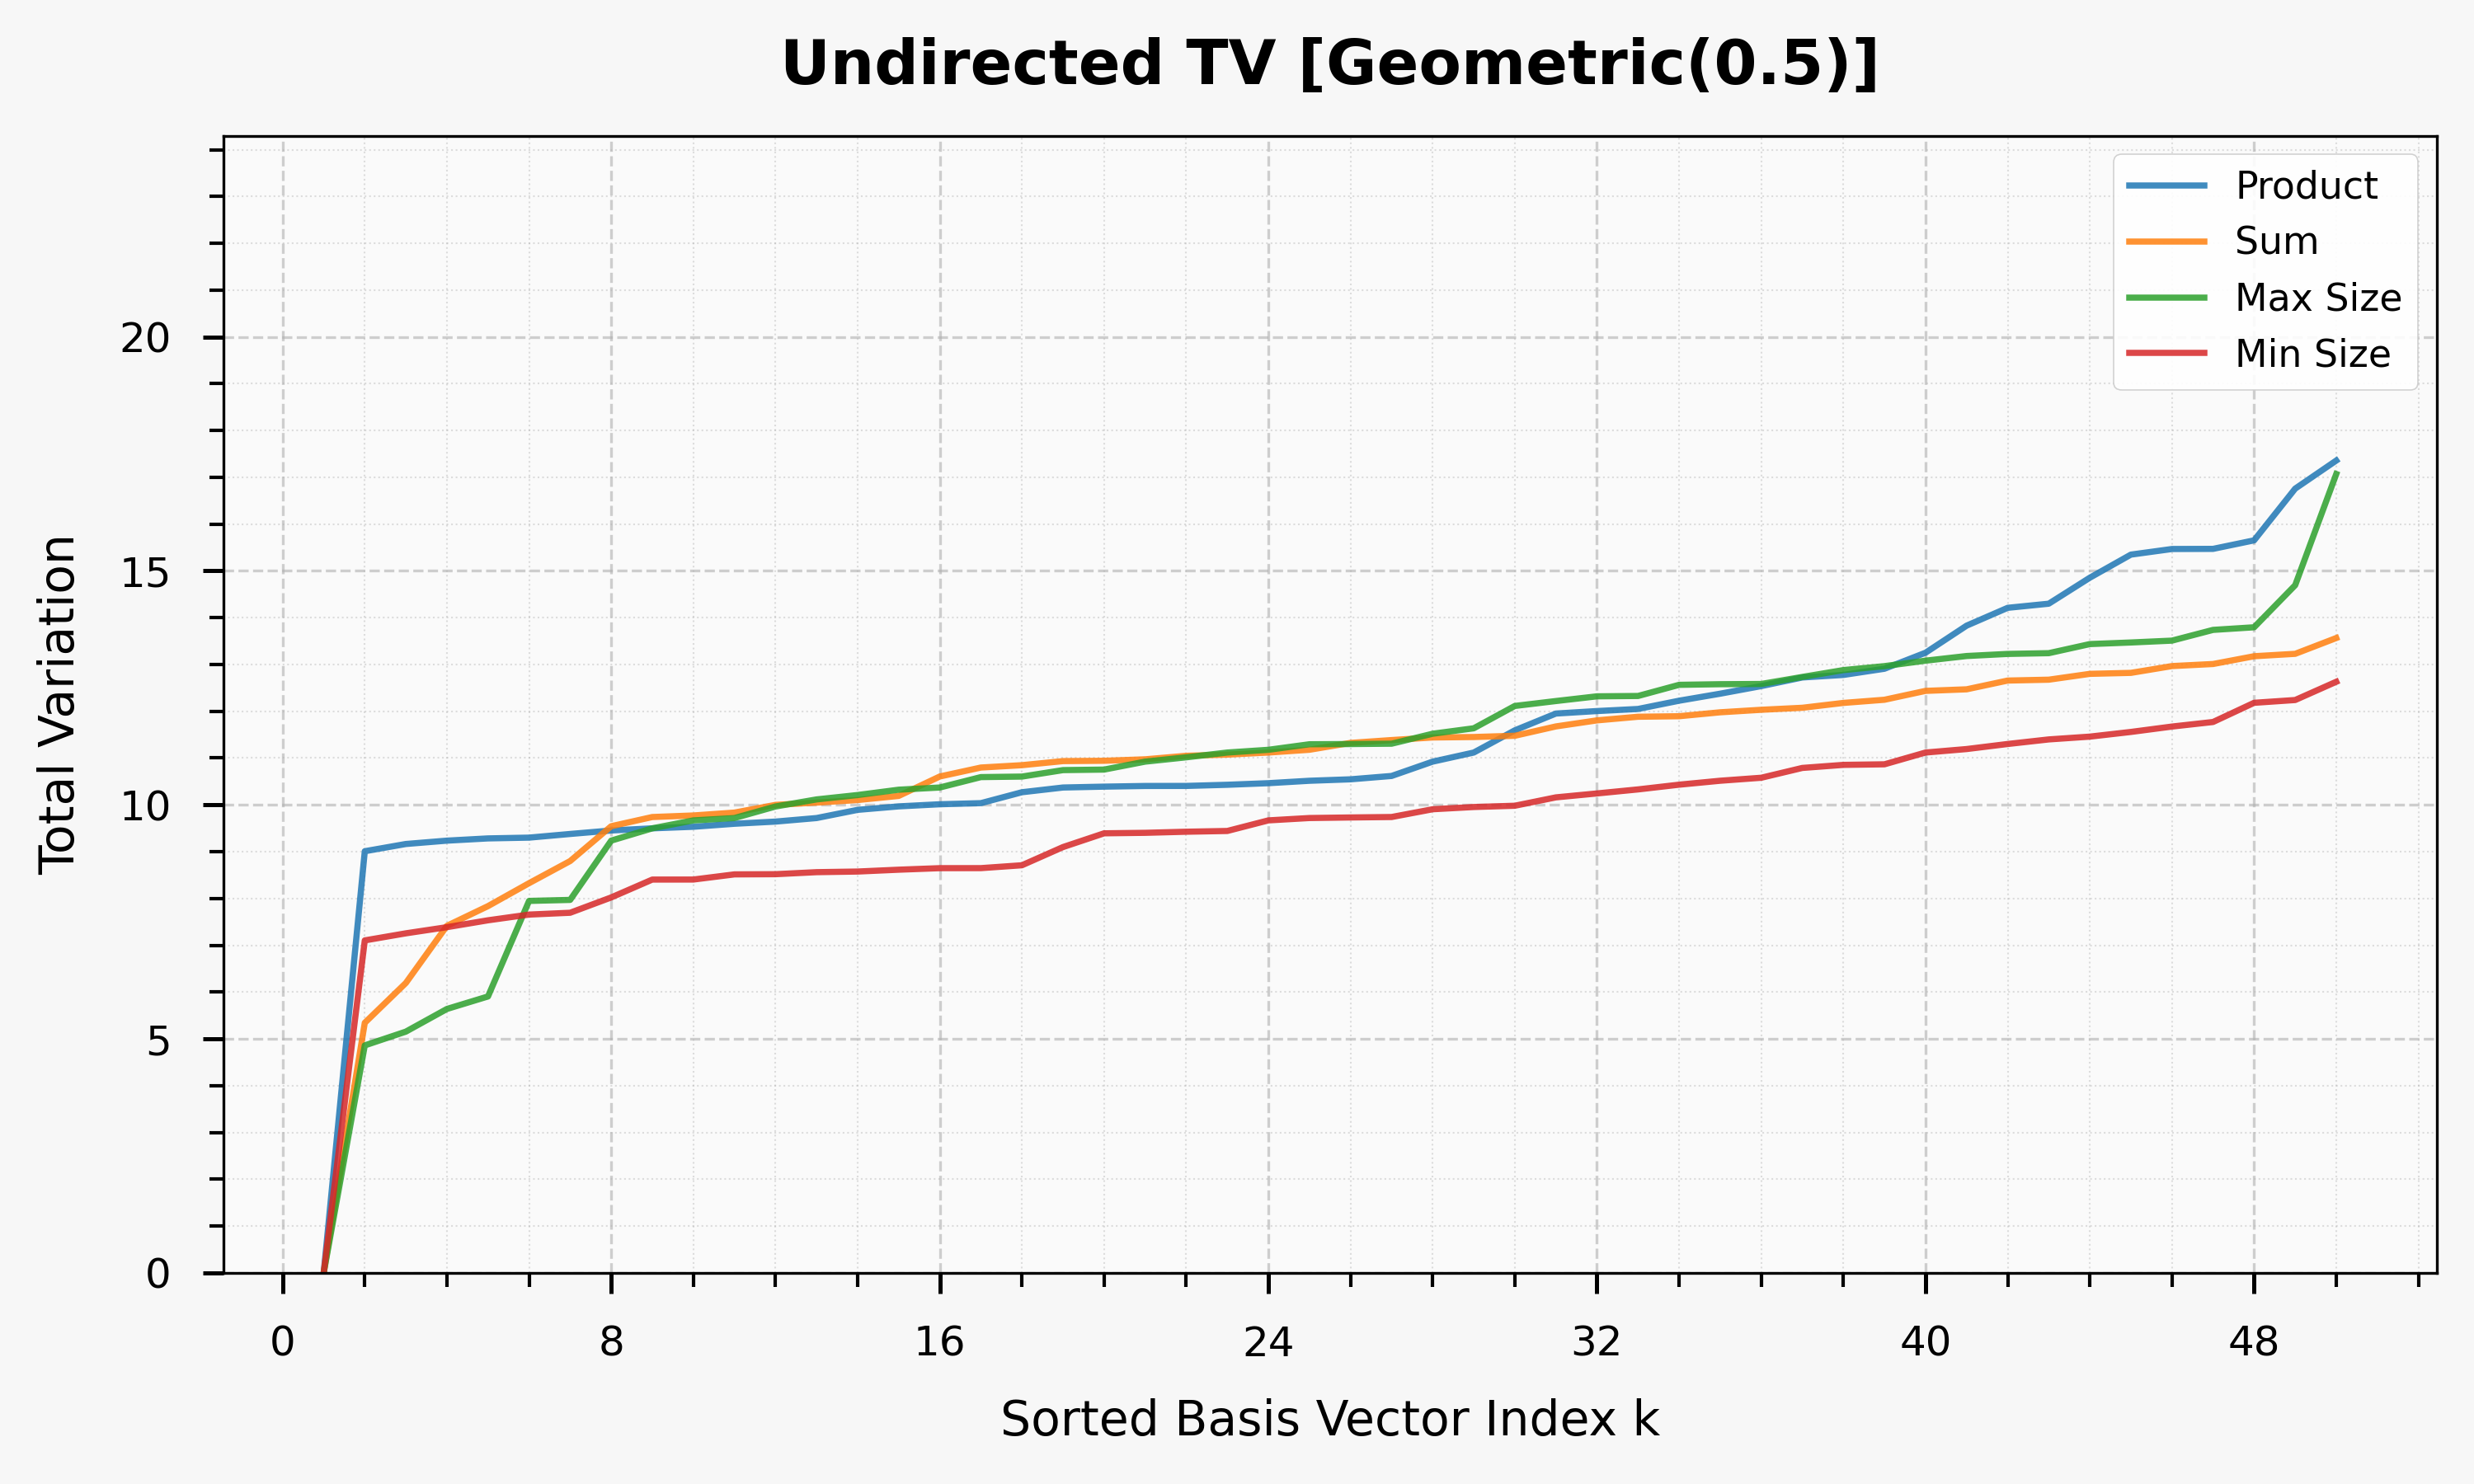 Undirected TV [Geometric(0.5)]
Product
Sum
Max Size
Min Size
20
15
10
5
0
Total Variation
0 8 16 24 32 40 48
Sorted Basis Vector Index k